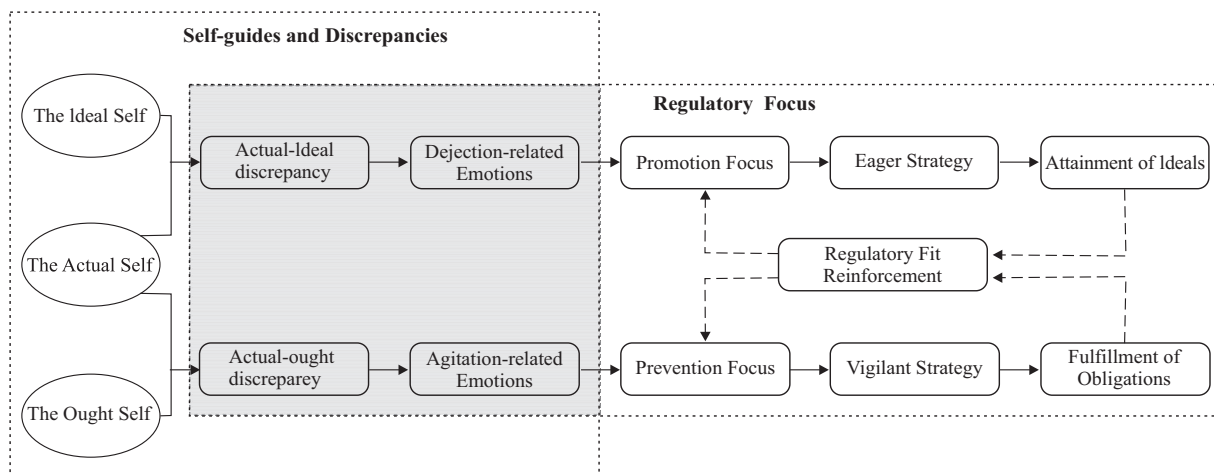 Self-guides and Discrepancies
Regulatory Focus
The Ideal Self
Actual-Ideal
discrepancy
Dejection-related
Emotions
Promotion Focus
Eager Strategy
Attainment of Ideals
The Actual Self
Regulatory Fit
Reinforcement
Actual-ought
discreparey
Agitation-related
Emotions
Prevention Focus
Vigilant Strategy
Fulfillment of
Obligations
The Ought Self